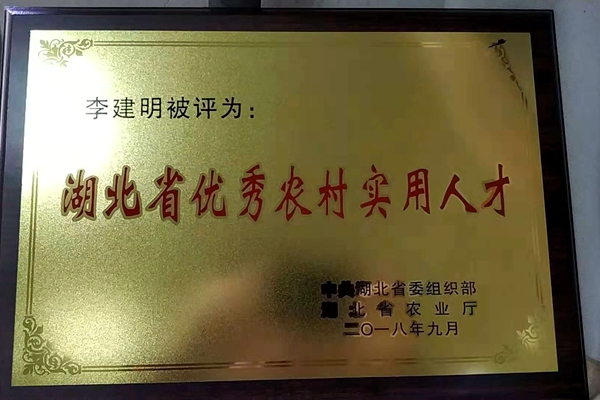 李建明被评为：
湖北省优秀农村实用人才
中共湖北省委组织部
湖北省农业厅
二〇一八年九月